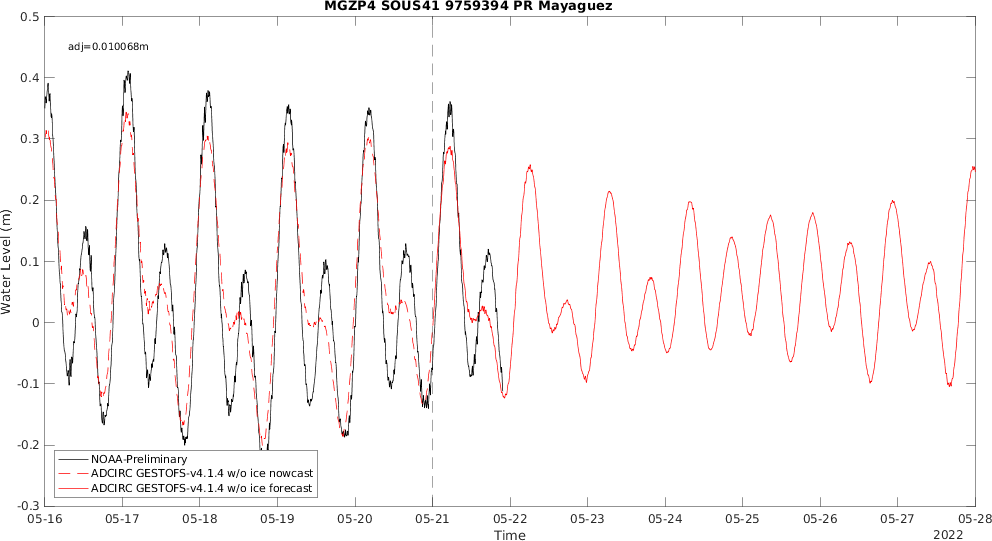 MGZP4 SOUS41 9759394 PR Mayaguez
adj=0.010068m
Water Level (m)
0.5
0.4
0.3
0.2
0.1
0
-0.1
-0.2
-0.3
NOAA-Preliminary
ADCIRC GESTOFS-v4.1.4 w/o ice nowcast
ADCIRC GESTOFS-v4.1.4 w/o ice forecast
05-16 05-17 05-18 05-19 05-20 05-21 05-22 05-23 05-24 05-25 05-26 05-27 05-28
Time
2022